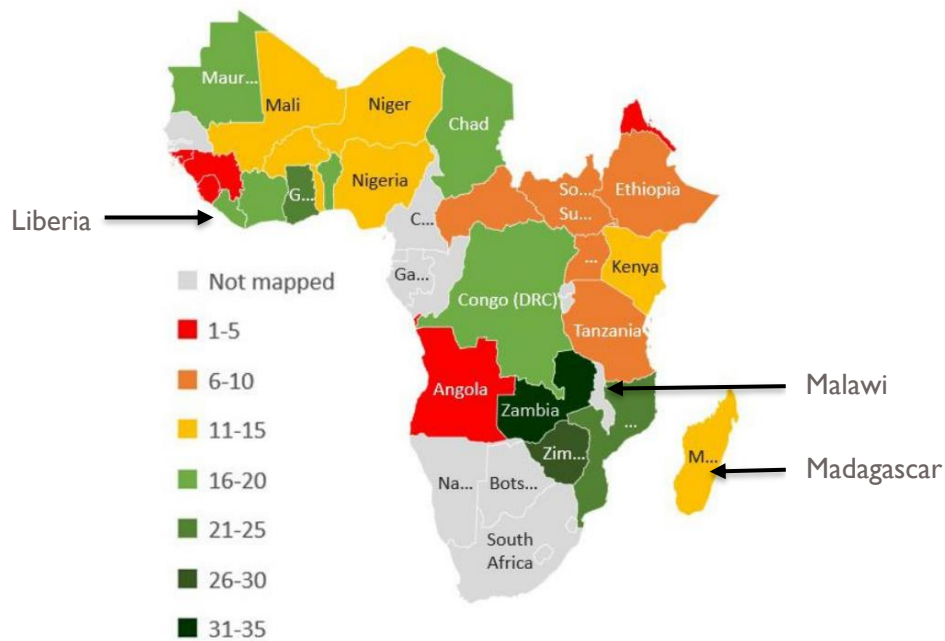 Maur...
Mali
Niger
Chad
G...
Nigeria
So...
Su...
Ethiopia
Liberia
C...
...
Kenya
Ga...
Congo (DRC)
Tanzania
Not mapped
1-5
6-10
11-15
16-20
21-25
26-30
31-35
Angola
Zambia
Malawi
...
Zim...
M...
Madagascar
Na...
Bots...
South
Africa